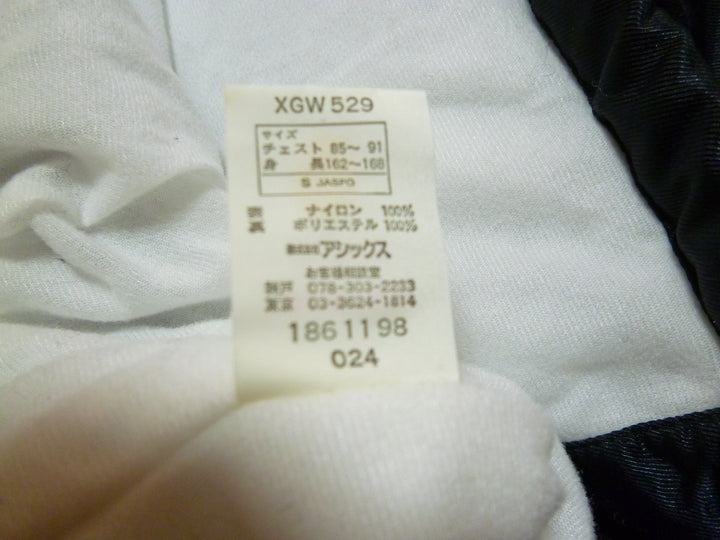 XGW529
サイズ
チェスト 85〜 91
身 長162〜168
S JASPO
表 ナイロン 100%
裏 ポリエステル 100%
株式会社アシックス
お客様相談室
神戸 078-303-2233
東京 03-3624-1814
1861198
024